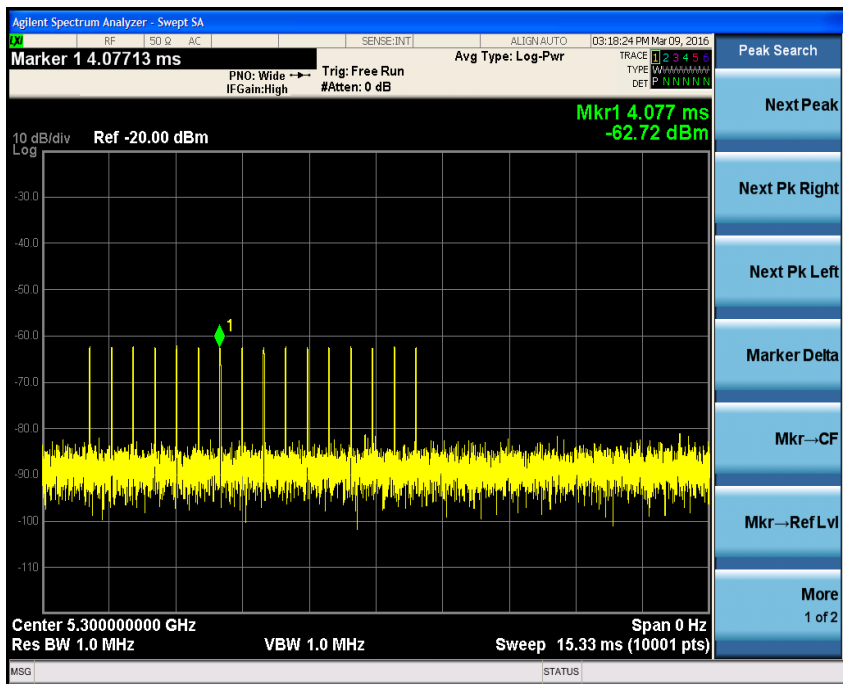 Agilent Spectrum Analyzer - Swept SA
LXI RF 50 Ω AC SENSE:INT ALIGN AUTO 03:18:24 PM Mar 09, 2016
Marker 1 4.07713 ms
PNO: Wide
IFGain:High
Trig: Free Run
#Atten: 0 dB
Avg Type: Log-Pwr
TRACE 1 2 3 4 5 6
TYPE WWWWWW
DET P N N N N N
Peak Search
Mkr1 4.077 ms
-62.72 dBm
10 dB/div Ref -20.00 dBm
Log
-30.0
-40.0
-50.0
-60.0
-70.0
-80.0
-90.0
-100
-110
1
Next Peak
Next Pk Right
Next Pk Left
Marker Delta
Mkr→CF
Mkr→Ref Lvl
More
1 of 2
Center 5.300000000 GHz Span 0 Hz
Res BW 1.0 MHz VBW 1.0 MHz Sweep 15.33 ms (10001 pts)
MSG STATUS